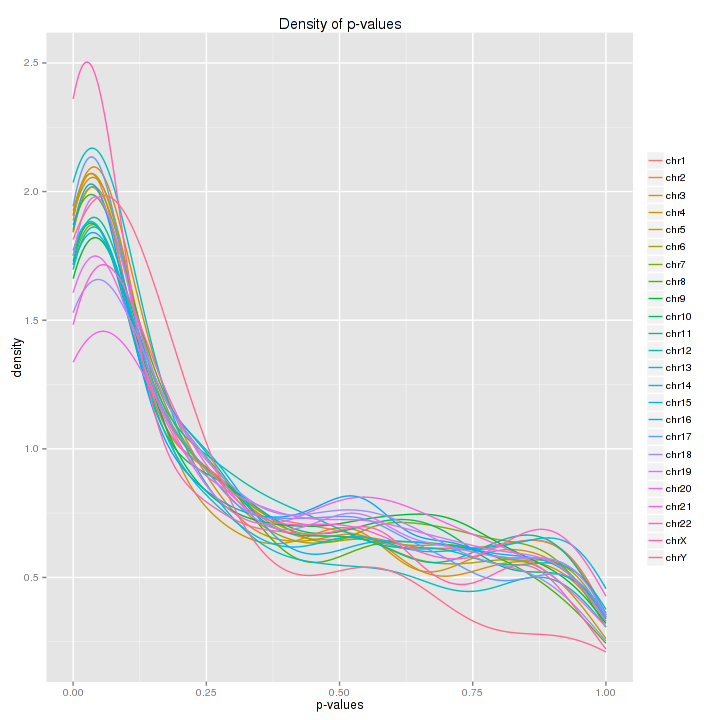 Density of p-values
density
2.5
2.0
1.5
1.0
0.5
0.00 0.25 0.50 0.75 1.00
p-values
chr1
chr2
chr3
chr4
chr5
chr6
chr7
chr8
chr9
chr10
chr11
chr12
chr13
chr14
chr15
chr16
chr17
chr18
chr19
chr20
chr21
chr22
chrX
chrY